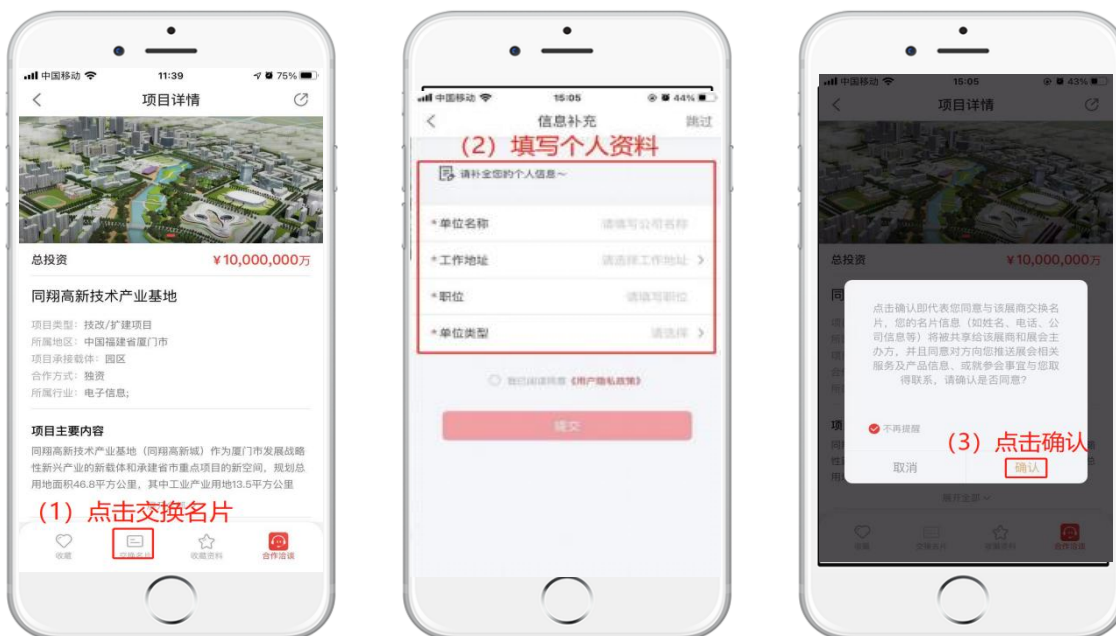 中国移动
11:39
75%
项目详情
总投资
¥10,000,000万
同翔高新技术产业基地
项目类型：技改/扩建项目
所属地区：中国福建省厦门市
项目承接载体：园区
合作方式：独资
所属行业：电子信息;
项目主要内容
同翔高新技术产业基地（同翔高新城）作为厦门市发展战略
性新兴产业的新载体和承建省市重点项目的新空间，规划总
用地面积46.8平方公里，其中工业产业用地13.5平方公里
（1）点击交换名片
收藏
交换名片
收藏资料
合作洽谈
中国移动
15:05
44%
信息补充
跳过
（2）填写个人资料
请补全您的个人信息～
*单位名称
请填写公司名称
*工作地址
请选择工作地址
*职位
请填写职位
*单位类型
请选择
我已阅读同意《用户隐私政策》
提交
中国移动
15:05
43%
项目详情
总投资
¥10,000,000万
同
点击确认即代表您同意与该展商交换名
片，您的名片信息（如姓名、电话、公
司信息等）将被共享给该展商和展会主
办方，并且同意对方向您推送展会相关
服务及产品信息、或就参会事宜与您取
得联系，请确认是否同意？
不再提醒
（3）点击确认
取消
确认
展开全部
收藏
交换名片
收藏资料
合作洽谈